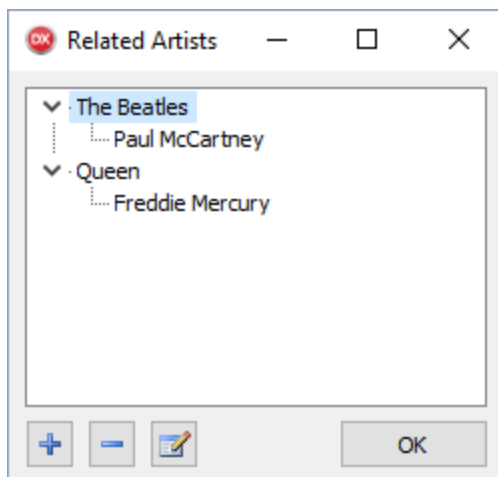 DX Related Artists
The Beatles
Paul McCartney
Queen
Freddie Mercury
OK